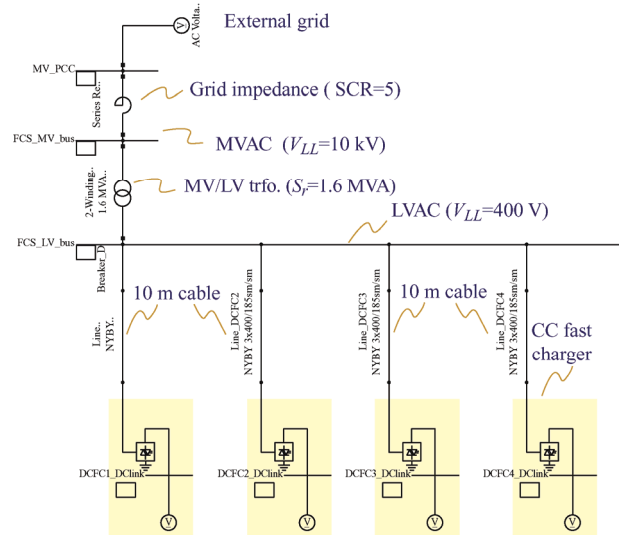 AC Volta..
External grid
MV_PCC
Series Re..
Grid impedance ( SCR=5)
FCS_MV_bus
MVAC (V_LL=10 kV)
2-Winding..
1.6 MVA..
MV/LV trfo. (S_r=1.6 MVA)
LVAC (V_LL=400 V)
FCS_LV_bus
Breaker_D
10 m cable
10 m cable
Line..
NYBY..
Line_DCFC2
NYBY 3x400/185sm/sm
Line_DCFC3
NYBY 3x400/185sm/sm
Line_DCFC4
NYBY 3x400/185sm/sm
CC fast
charger
DCFC1_DClink
DCFC2_DClink
DCFC3_DClink
DCFC4_DClink
V
V
V
V
V